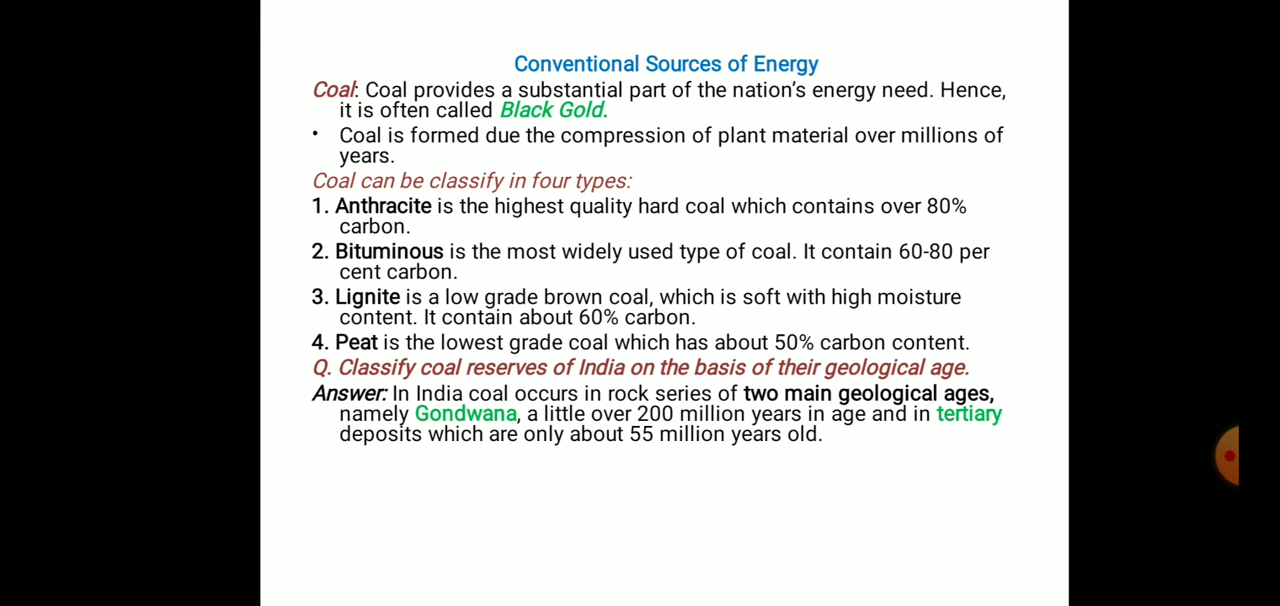 Conventional Sources of Energy
Coal: Coal provides a substantial part of the nation's energy need. Hence,
it is often called Black Gold.
• Coal is formed due the compression of plant material over millions of
years.
Coal can be classify in four types:
1. Anthracite is the highest quality hard coal which contains over 80%
carbon.
2. Bituminous is the most widely used type of coal. It contain 60-80 per
cent carbon.
3. Lignite is a low grade brown coal, which is soft with high moisture
content. It contain about 60% carbon.
4. Peat is the lowest grade coal which has about 50% carbon content.
Q. Classify coal reserves of India on the basis of their geological age.
Answer: In India coal occurs in rock series of two main geological ages,
namely Gondwana, a little over 200 million years in age and in tertiary
deposits which are only about 55 million years old.